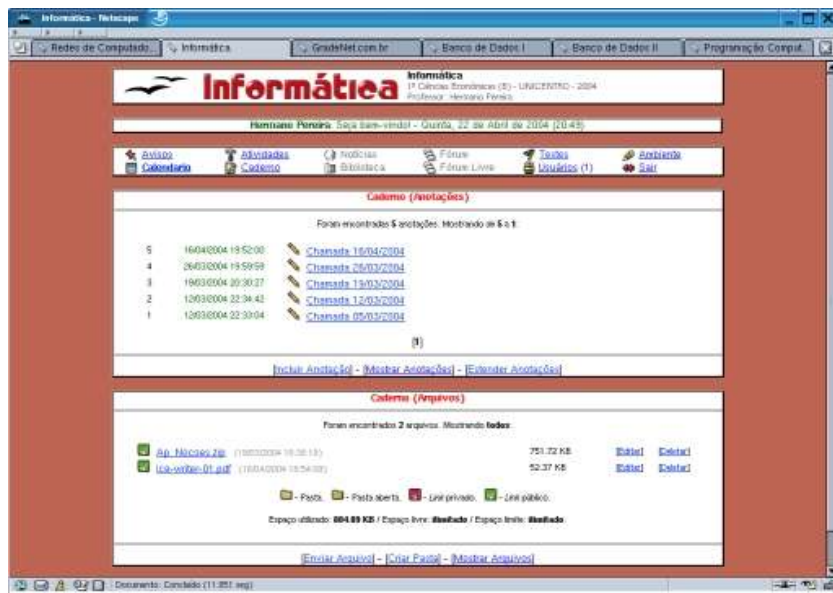 Informática - Netscape
Redes de Computado... Informática GradeNet.com.br Banco de Dados I Banco de Dados II Programação Comput.
Informática
Informática
1ª Ciências Econômicas (B) - UNICENTRO - 2004
Professor: Hermano Pereira
Hermano Pereira. Seja bem-vindo! - Quinta, 22 de Abril de 2004 (20:49)
Avisos Atividades Notícias Fórum Testes Ambiente
Calendario Caderno Biblioteca Fórum Livre Usuários (1) Sair
Caderno (Anotações)
Foram encontradas 5 anotações. Mostrando de 5 a 1.
5 16/04/2004 19:52:00 Chamada 16/04/2004
4 26/03/2004 19:59:59 Chamada 26/03/2004
3 19/03/2004 20:30:27 Chamada 19/03/2004
2 12/03/2004 22:34:42 Chamada 12/03/2004
1 12/03/2004 22:33:04 Chamada 05/03/2004
[1]
[Incluir Anotação] - [Mostrar Anotações] - [Estender Anotações]
Caderno (Arquivos)
Foram encontrados 2 arquivos. Mostrando todos.
Ap_Nocoes.zip 751.72 KB [Editar] [Deletar]
ice-writer-01.pdf 52.37 KB [Editar] [Deletar]
- Pasta. - Pasta aberta. - Link privado. - Link público.
Espaço utilizado: 804.09 KB / Espaço livre: ilimitado / Espaço limite: ilimitado.
[Enviar Arquivo] - [Criar Pasta] - [Mostrar Arquivos]
Documento: Concluído (11.851 seg)